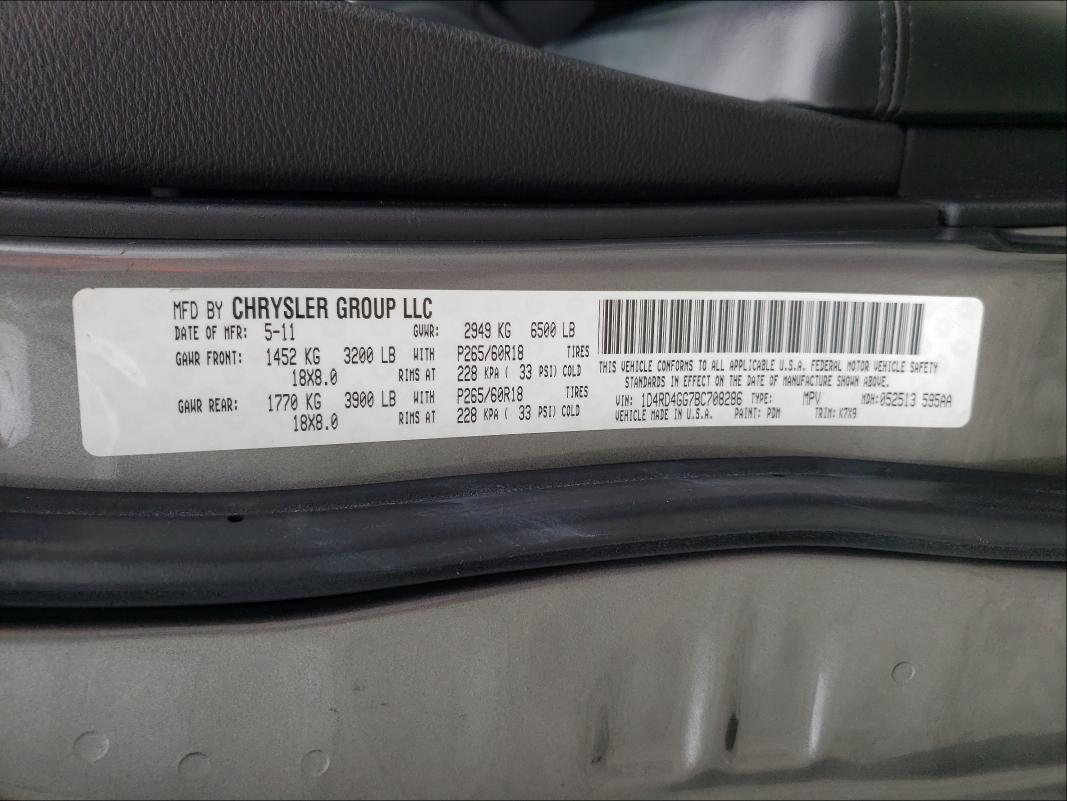 MFD BY CHRYSLER GROUP LLC
DATE OF MFR: 5-11 GVWR: 2949 KG 6500 LB
GAWR FRONT: 1452 KG 3200 LB WITH P265/60R18 TIRES
18X8.0 RIMS AT 228 KPA ( 33 PSI) COLD
GAWR REAR: 1770 KG 3900 LB WITH P265/60R18 TIRES
18X8.0 RIMS AT 228 KPA ( 33 PSI) COLD
THIS VEHICLE CONFORMS TO ALL APPLICABLE U.S.A. FEDERAL MOTOR VEHICLE SAFETY
STANDARDS IN EFFECT ON THE DATE OF MANUFACTURE SHOWN ABOVE.
VIN: 1D4RD4GG7BC708286 TYPE: MPV MDH: 052513 595AA
VEHICLE MADE IN U.S.A. PAINT: PDM TRIM: K7X9